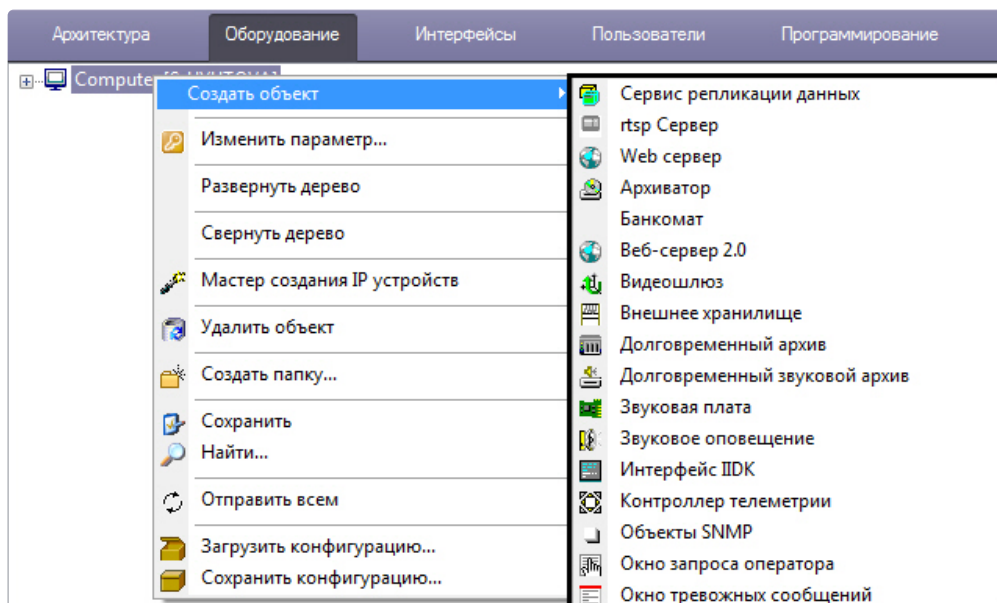 Архитектура Оборудование Интерфейсы Пользователи Программирование
Computer
Создать объект
Изменить параметр...
Развернуть дерево
Свернуть дерево
Мастер создания IP устройств
Удалить объект
Создать папку...
Сохранить
Найти...
Отправить всем
Загрузить конфигурацию...
Сохранить конфигурацию...
Сервис репликации данных
rtsp Сервер
Web сервер
Архиватор
Банкомат
Веб-сервер 2.0
Видеошлюз
Внешнее хранилище
Долговременный архив
Долговременный звуковой архив
Звуковая плата
Звуковое оповещение
Интерфейс IIDK
Контроллер телеметрии
Объекты SNMP
Окно запроса оператора
Окно тревожных сообщений